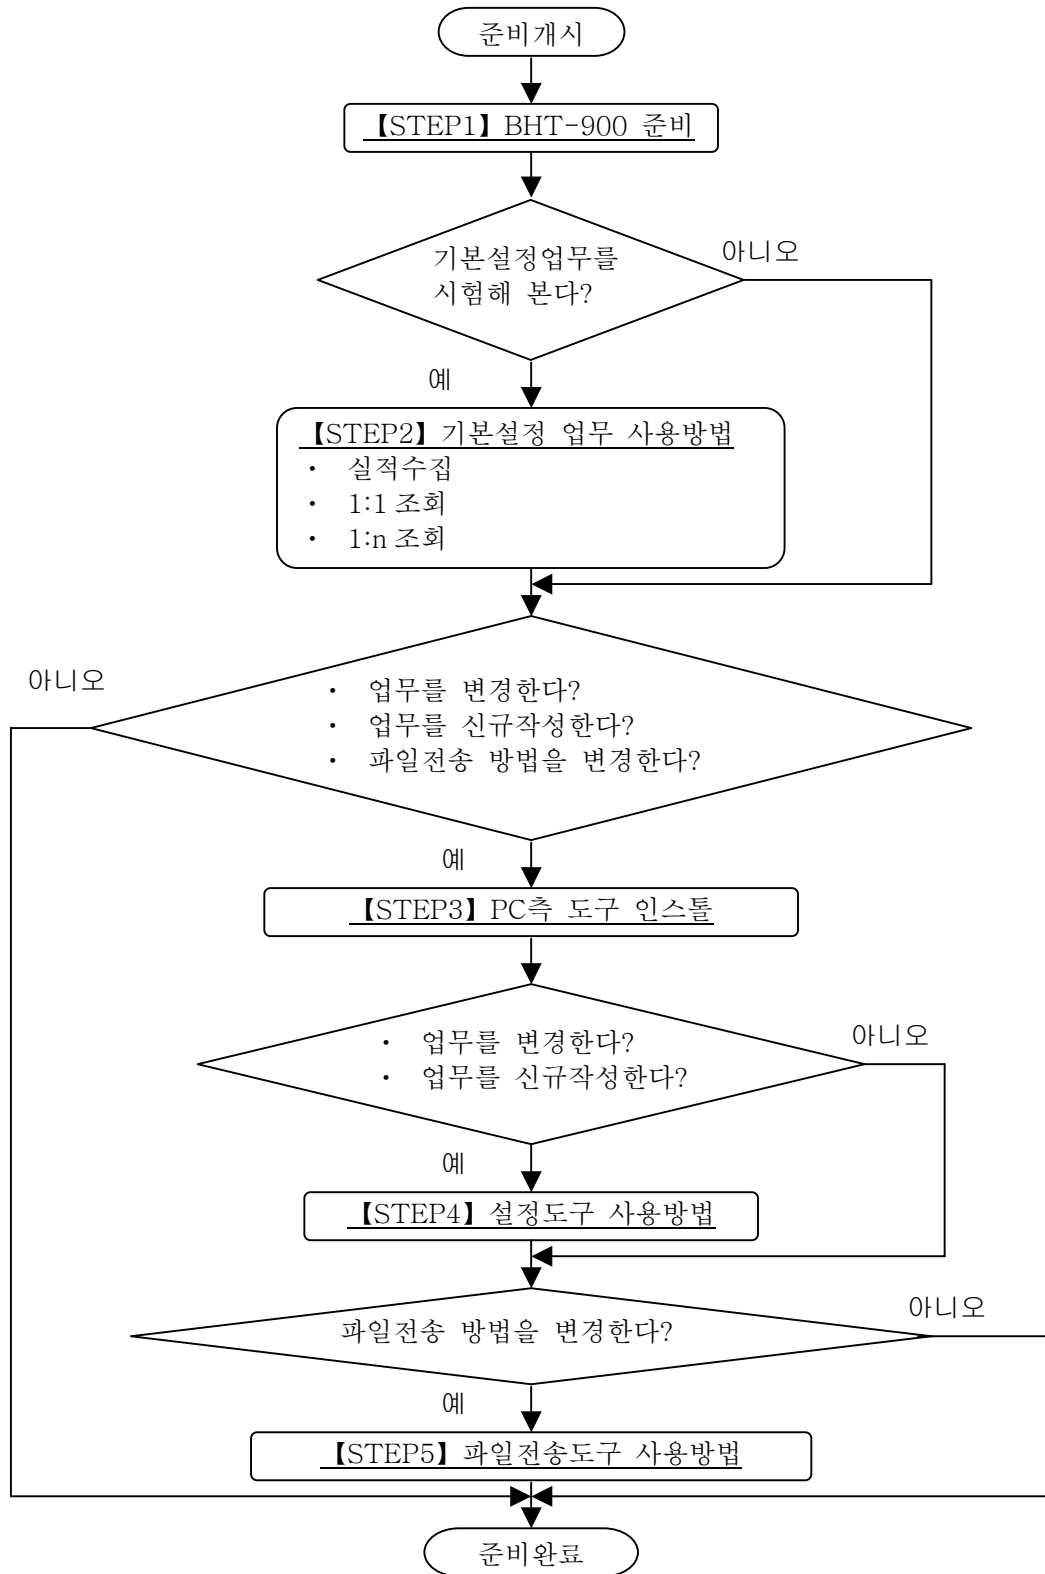 준비개시
【STEP1】 BHT-900 준비
기본설정업무를
시험해 본다?
아니오
예
【STEP2】 기본설정 업무 사용방법
· 실적수집
· 1:1 조회
· 1:n 조회
아니오
· 업무를 변경한다?
· 업무를 신규작성한다?
· 파일전송 방법을 변경한다?
예
【STEP3】 PC측 도구 인스톨
· 업무를 변경한다?
· 업무를 신규작성한다?
아니오
예
【STEP4】 설정도구 사용방법
파일전송 방법을 변경한다?
아니오
예
【STEP5】 파일전송도구 사용방법
준비완료